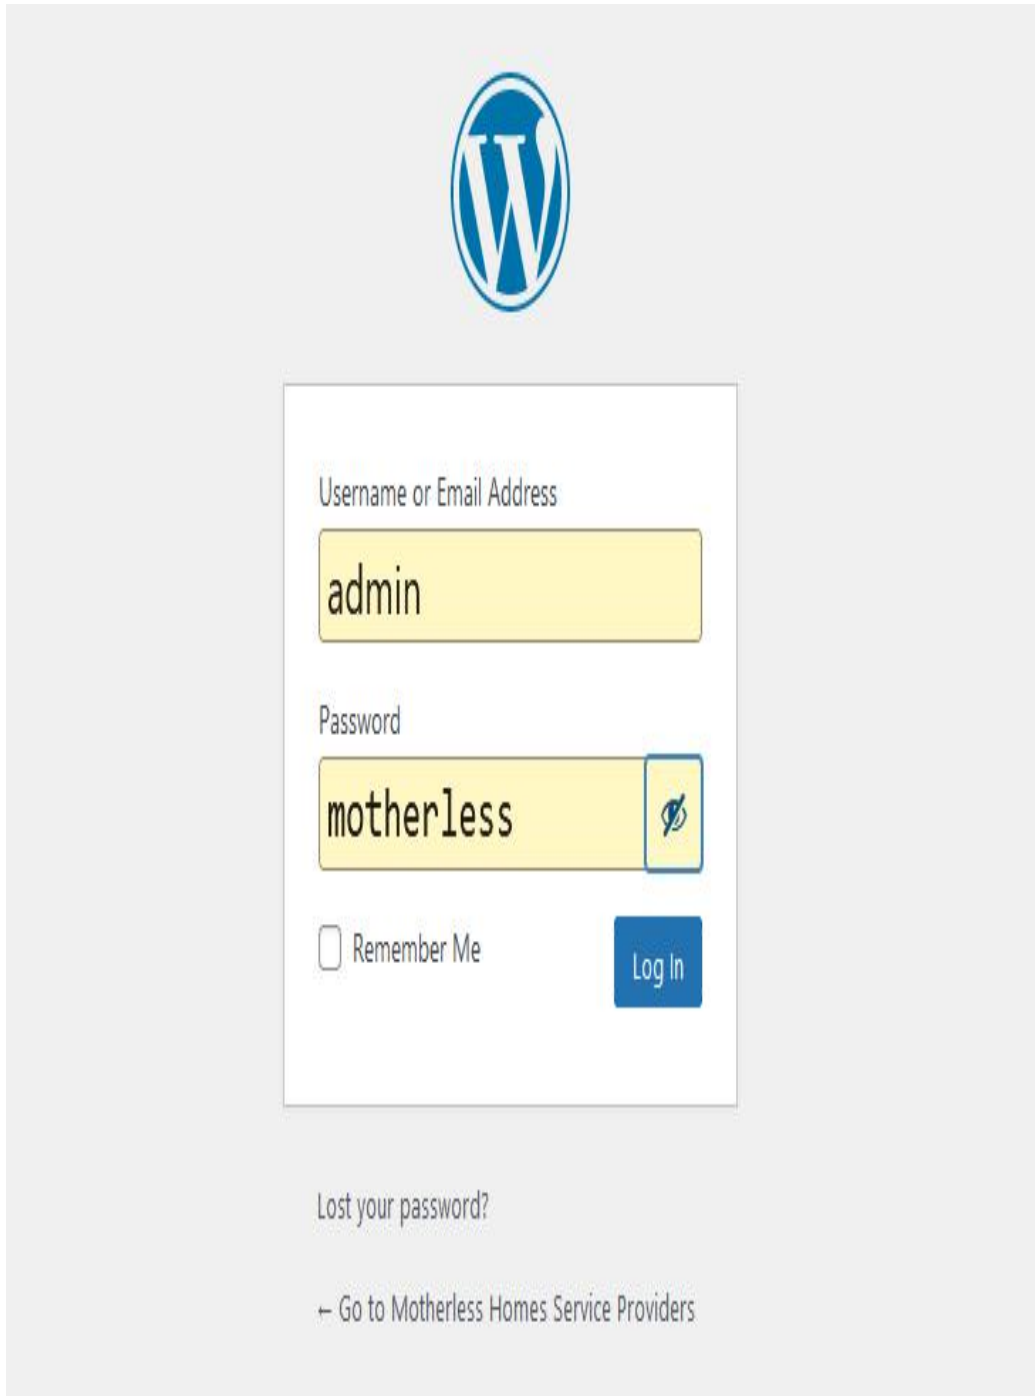 Username or Email Address
admin
Password
motherless
Remember Me
Log In
Lost your password?
← Go to Motherless Homes Service Providers